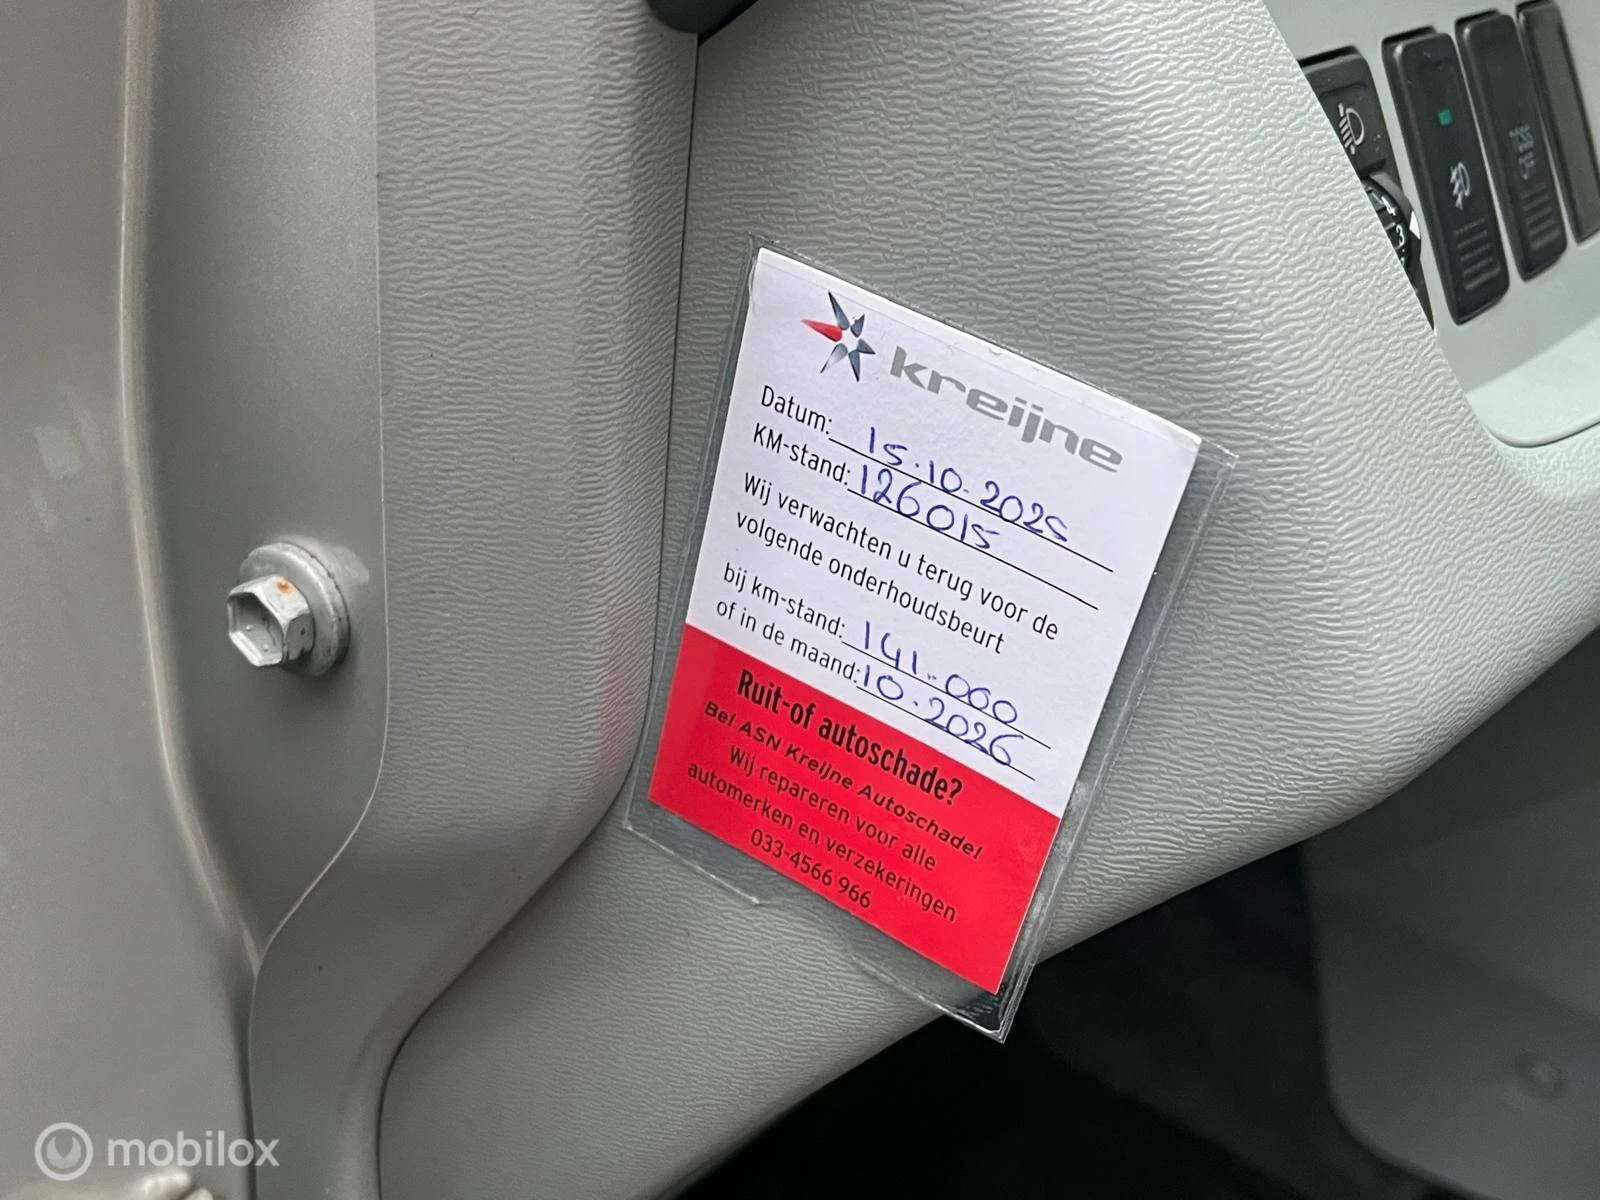 kreijne
Datum: 15.10.2025
KM-stand: 126015
Wij verwachten u terug voor de
volgende onderhoudsbeurt
bij km-stand: 141.000
of in de maand: 10.2026
Ruit-of autoschade?
Bel ASN Kreijne Autoschade!
Wij repareren voor alle
automerken en verzekeringen
033-4566 966
4
3
mobilox